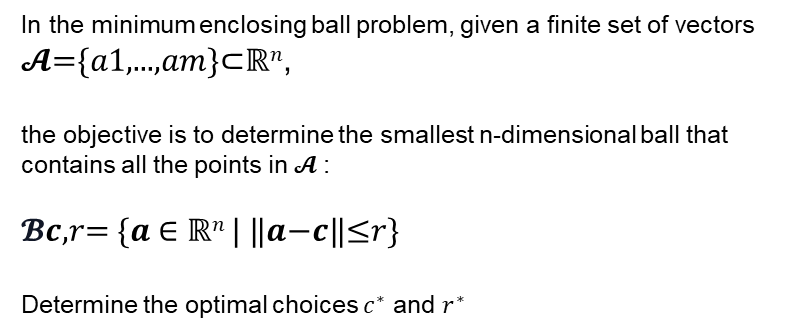 In the minimum enclosing ball problem, given a finite set of vectors
𝓐={a1,…,am}⊂ℝⁿ,
the objective is to determine the smallest n-dimensional ball that
contains all the points in 𝓐 :
𝓑c,r= {a ∈ ℝⁿ | ||a−c||≤r}
Determine the optimal choices c* and r*